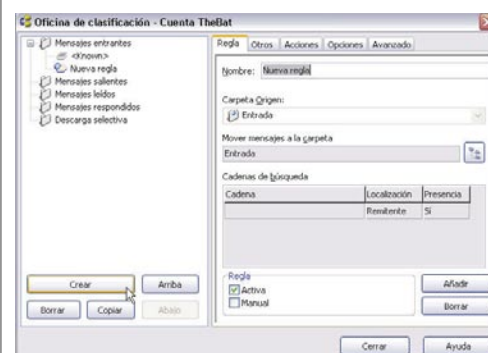 Oficina de clasificación - Cuenta TheBat
Mensajes entrantes
<Known>
Nueva regla
Mensajes salientes
Mensajes leídos
Mensajes respondidos
Descarga selectiva
Crear
Arriba
Borrar
Copiar
Abajo
Regla Otros Acciones Opciones Avanzado
Nombre: Nueva regla
Carpeta Origen:
Entrada
Mover mensajes a la carpeta
Entrada
Cadenas de búsqueda
Cadena Localización Presencia
Remitente Sí
Regla
Activa
Manual
Añadir
Borrar
Cerrar
Ayuda